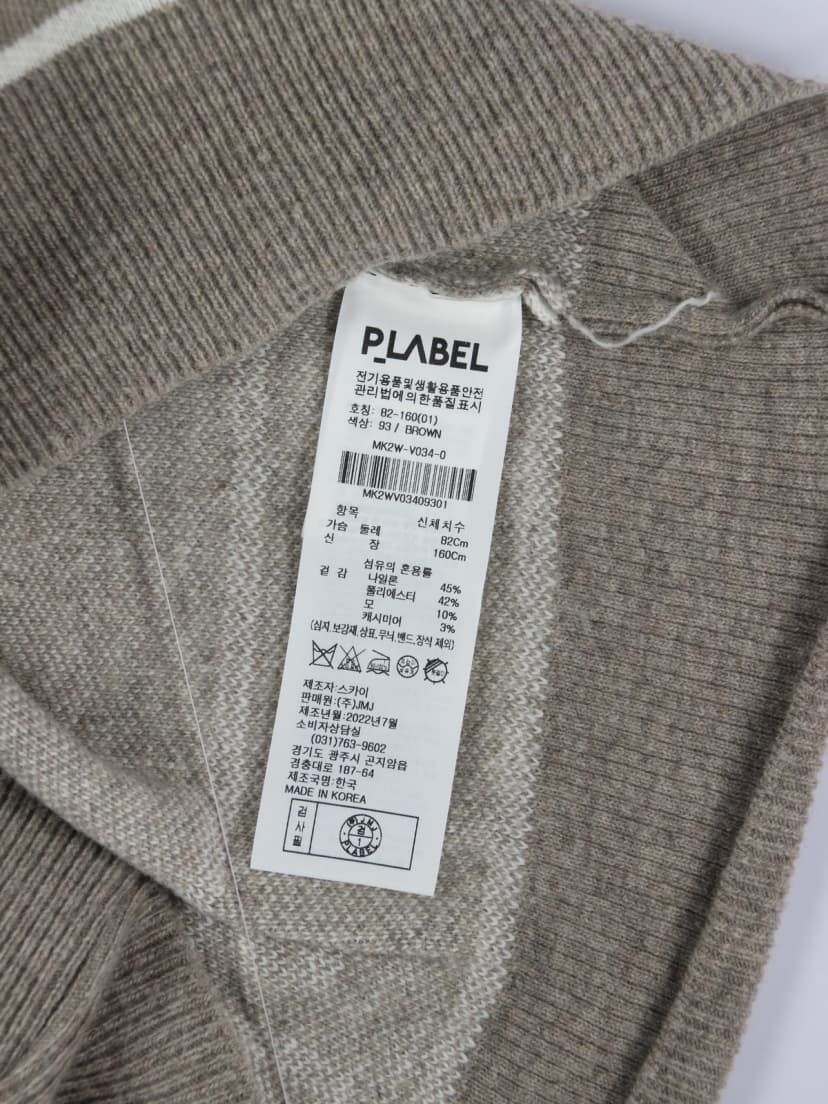 P_LABEL
전기용품및생활용품안전
관리법에의한품질표시
호칭: 82-160(01)
색상: 93 / BROWN
MK2W-V034-0
MK2WV03409301
항목 신체치수
가슴 둘레 82Cm
신 장 160Cm
섬유의 혼용률
겉 감 나일론 45%
폴리에스터 42%
모 10%
캐시미어 3%
(심지,보강재,상표,무늬,밴드,장식 제외)
제조자:스카이
판매원:(주)JMJ
제조년월:2022년7월
소비자상담실
(031)763-9602
경기도 광주시 곤지암읍
경충대로 187-64
제조국명:한국
MADE IN KOREA
검사필
(주)JMJ
검
1
PLABEL